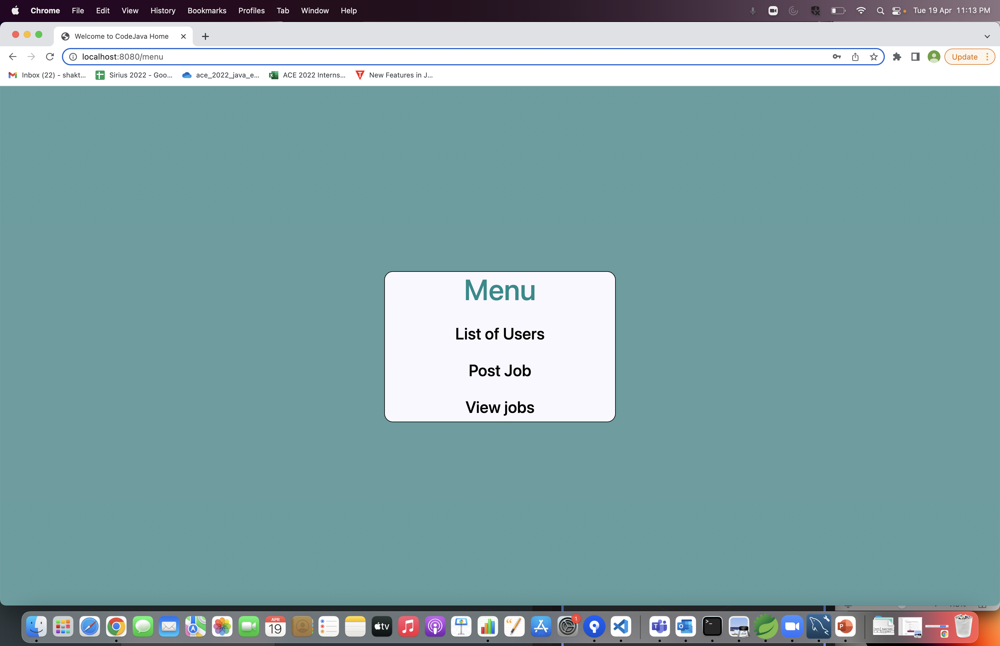 Chrome File Edit View History Bookmarks Profiles Tab Window Help Tue 19 Apr 11:13 PM
Welcome to CodeJava Home
localhost:8080/menu Update
Inbox (22) - shakt... Sirius 2022 - Goo... ace_2022_java_e... ACE 2022 Interns... New Features in J...
Menu
List of Users
Post Job
View jobs
APR
19
tv
1